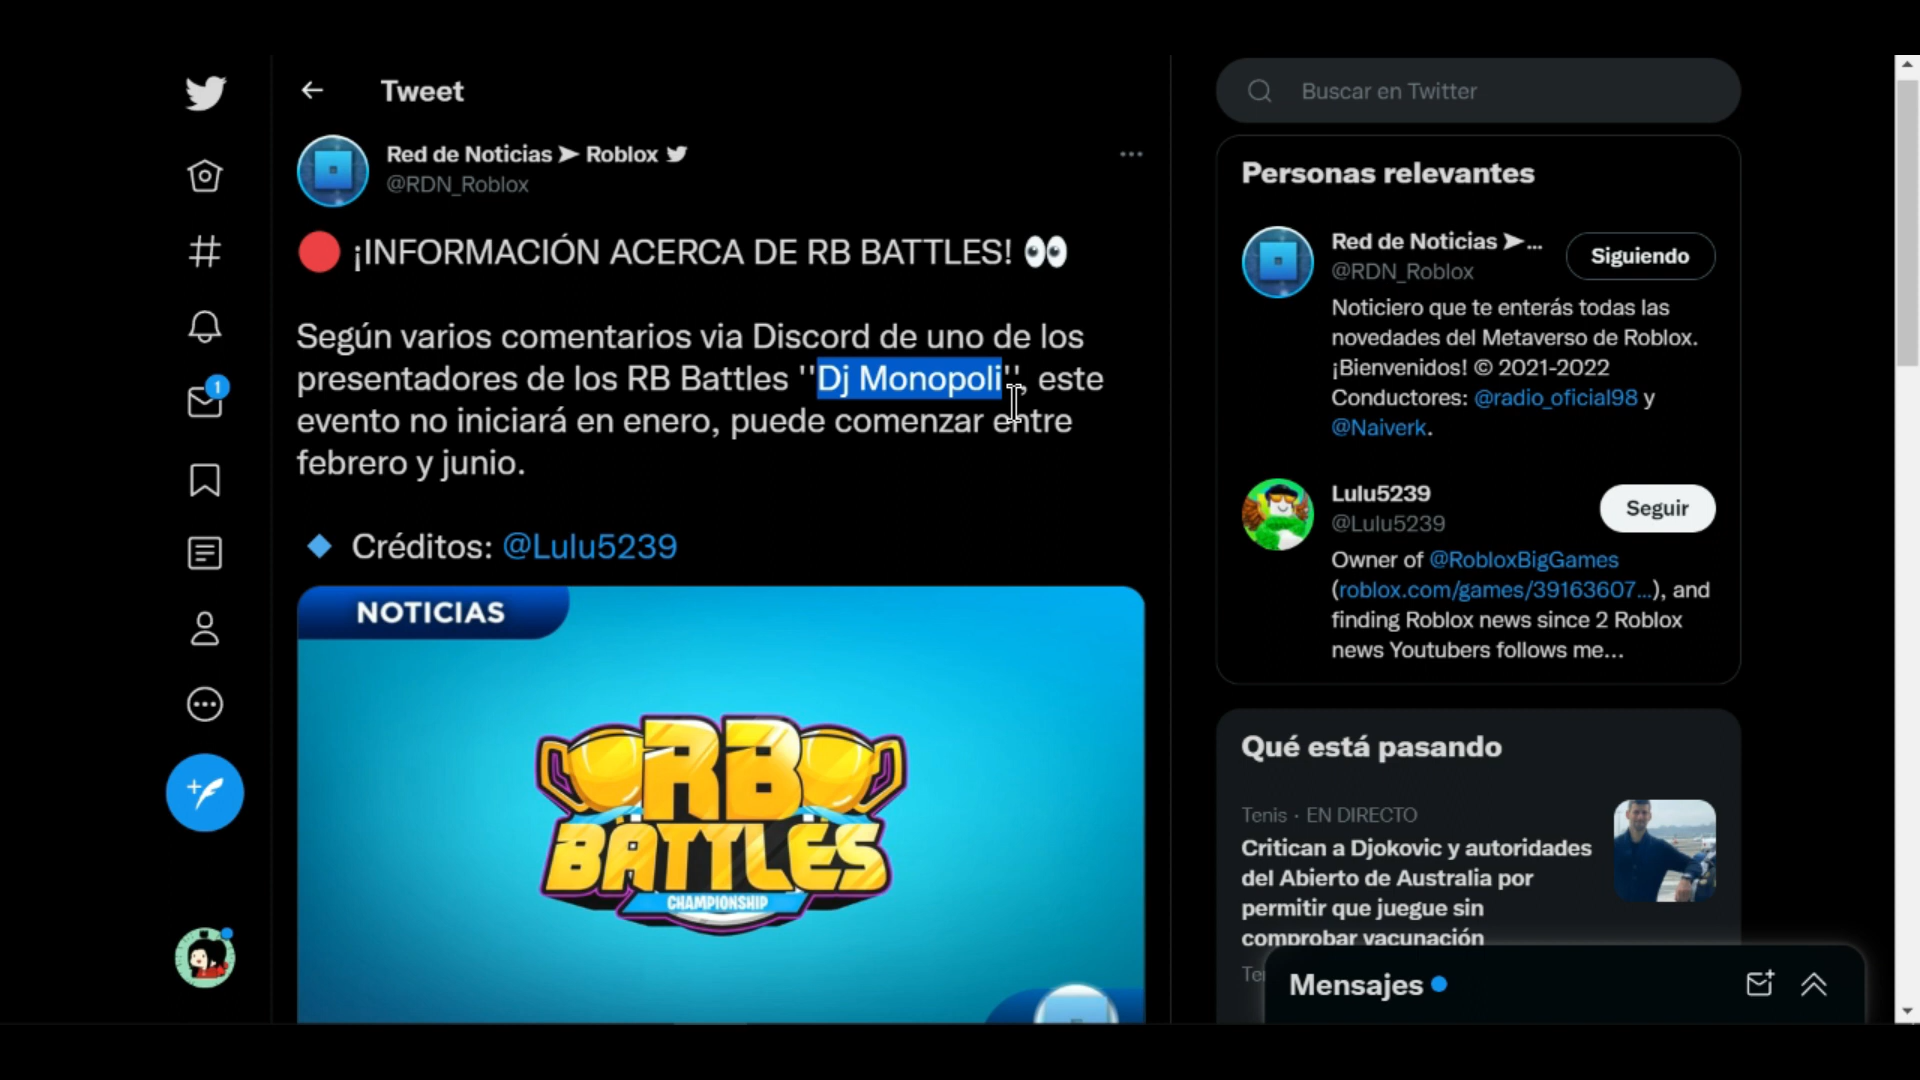 Tweet
Red de Noticias ➤ Roblox
@RDN_Roblox
🔴 ¡INFORMACIÓN ACERCA DE RB BATTLES! 👀
Según varios comentarios via Discord de uno de los
presentadores de los RB Battles ''Dj Monopoli'', este
evento no iniciará en enero, puede comenzar entre
febrero y junio.
🔹 Créditos: @Lulu5239
NOTICIAS
RB
BATTLES
CHAMPIONSHIP
1
Buscar en Twitter
Personas relevantes
Red de Noticias ➤...
@RDN_Roblox
Siguiendo
Noticiero que te enterás todas las
novedades del Metaverso de Roblox.
¡Bienvenidos! © 2021-2022
Conductores: @radio_oficial98 y
@Naiverk.
Lulu5239
@Lulu5239
Seguir
Owner of @RobloxBigGames
(roblox.com/games/39163607...), and
finding Roblox news since 2 Roblox
news Youtubers follows me...
Qué está pasando
Tenis · EN DIRECTO
Critican a Djokovic y autoridades
del Abierto de Australia por
permitir que juegue sin
comprobar vacunación
Mensajes